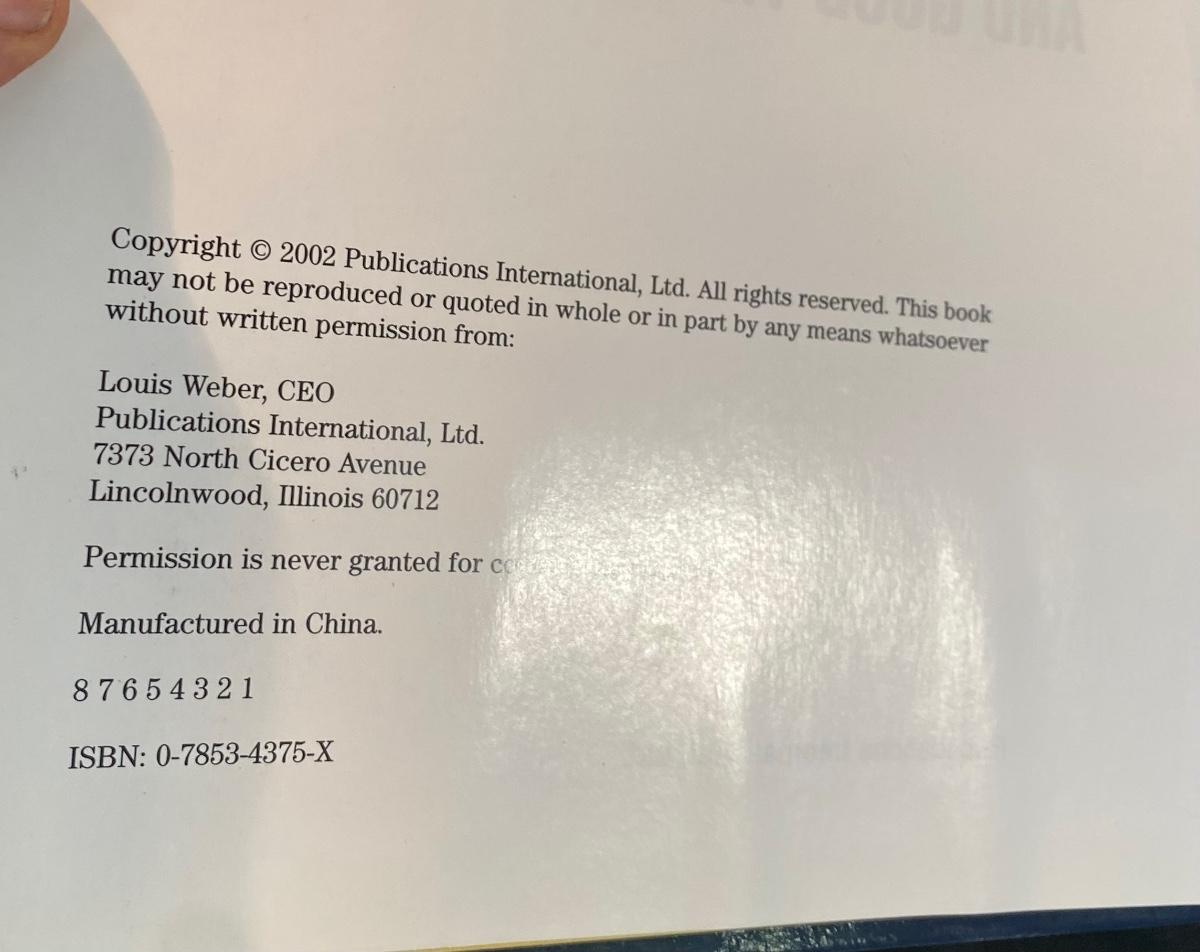 Copyright © 2002 Publications International, Ltd. All rights reserved. This book
may not be reproduced or quoted in whole or in part by any means whatsoever
without written permission from:
Louis Weber, CEO
Publications International, Ltd.
7373 North Cicero Avenue
Lincolnwood, Illinois 60712
Permission is never granted for
Manufactured in China.
8 7 6 5 4 3 2 1
ISBN: 0-7853-4375-X